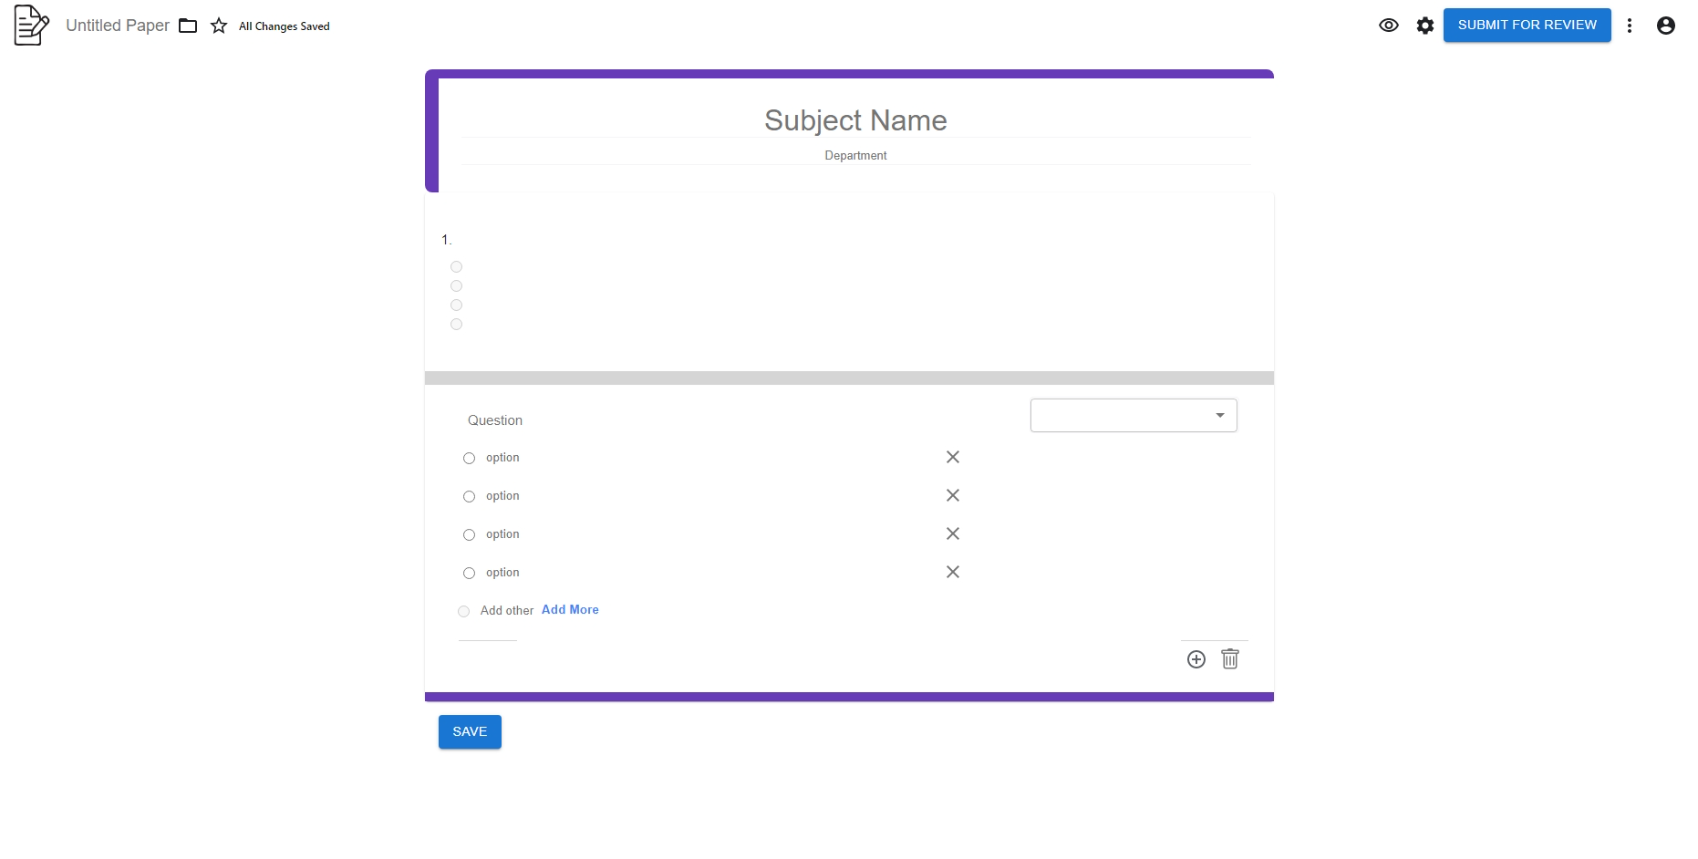 Untitled Paper All Changes Saved SUBMIT FOR REVIEW
Subject Name
Department
1.
Question
option
option
option
option
Add other Add More
SAVE